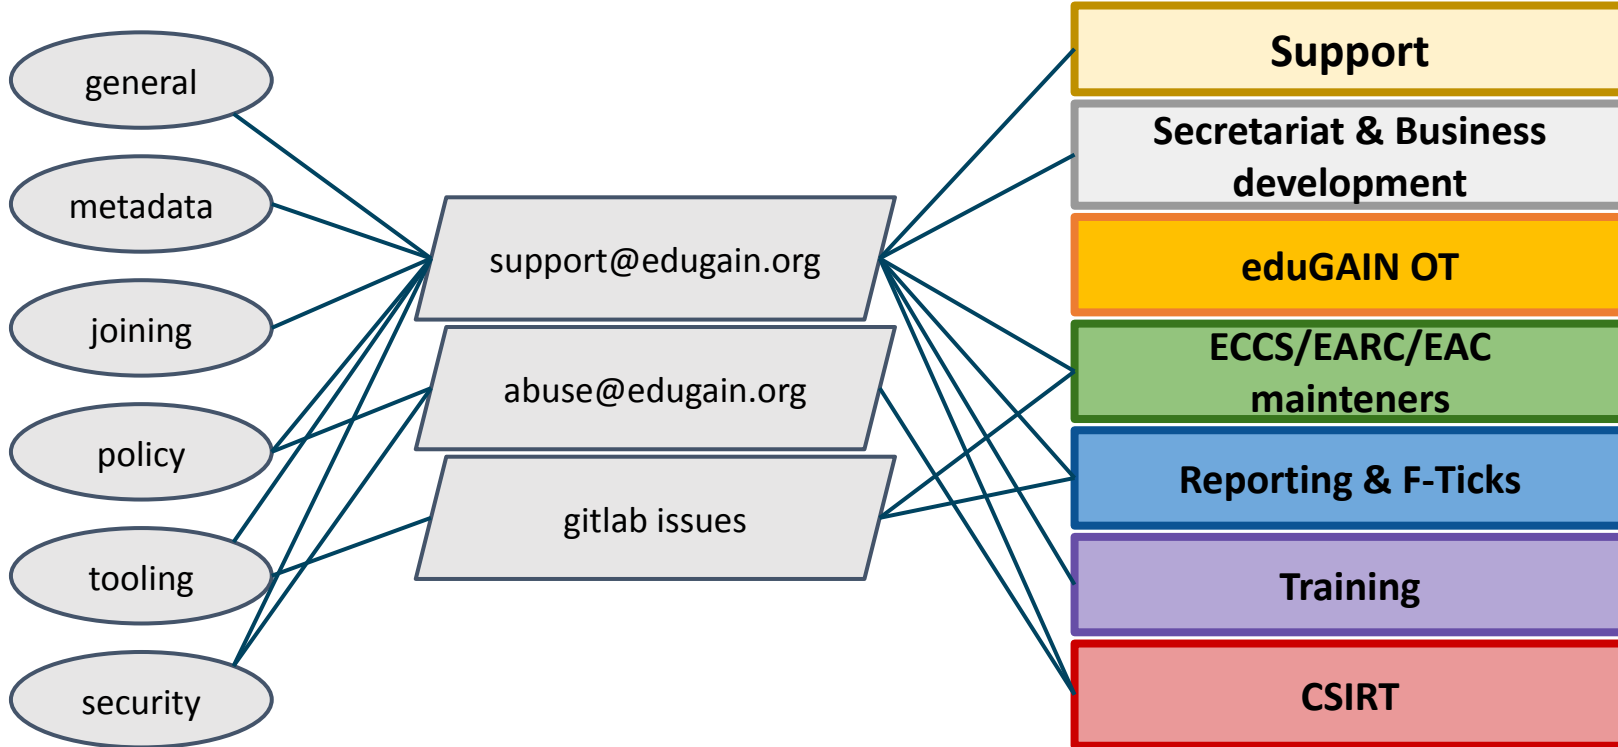 general
metadata
joining
policy
tooling
security
support@edugain.org
abuse@edugain.org
gitlab issues
Support
Secretariat & Business
development
eduGAIN OT
ECCS/EARC/EAC
mainteners
Reporting & F-Ticks
Training
CSIRT